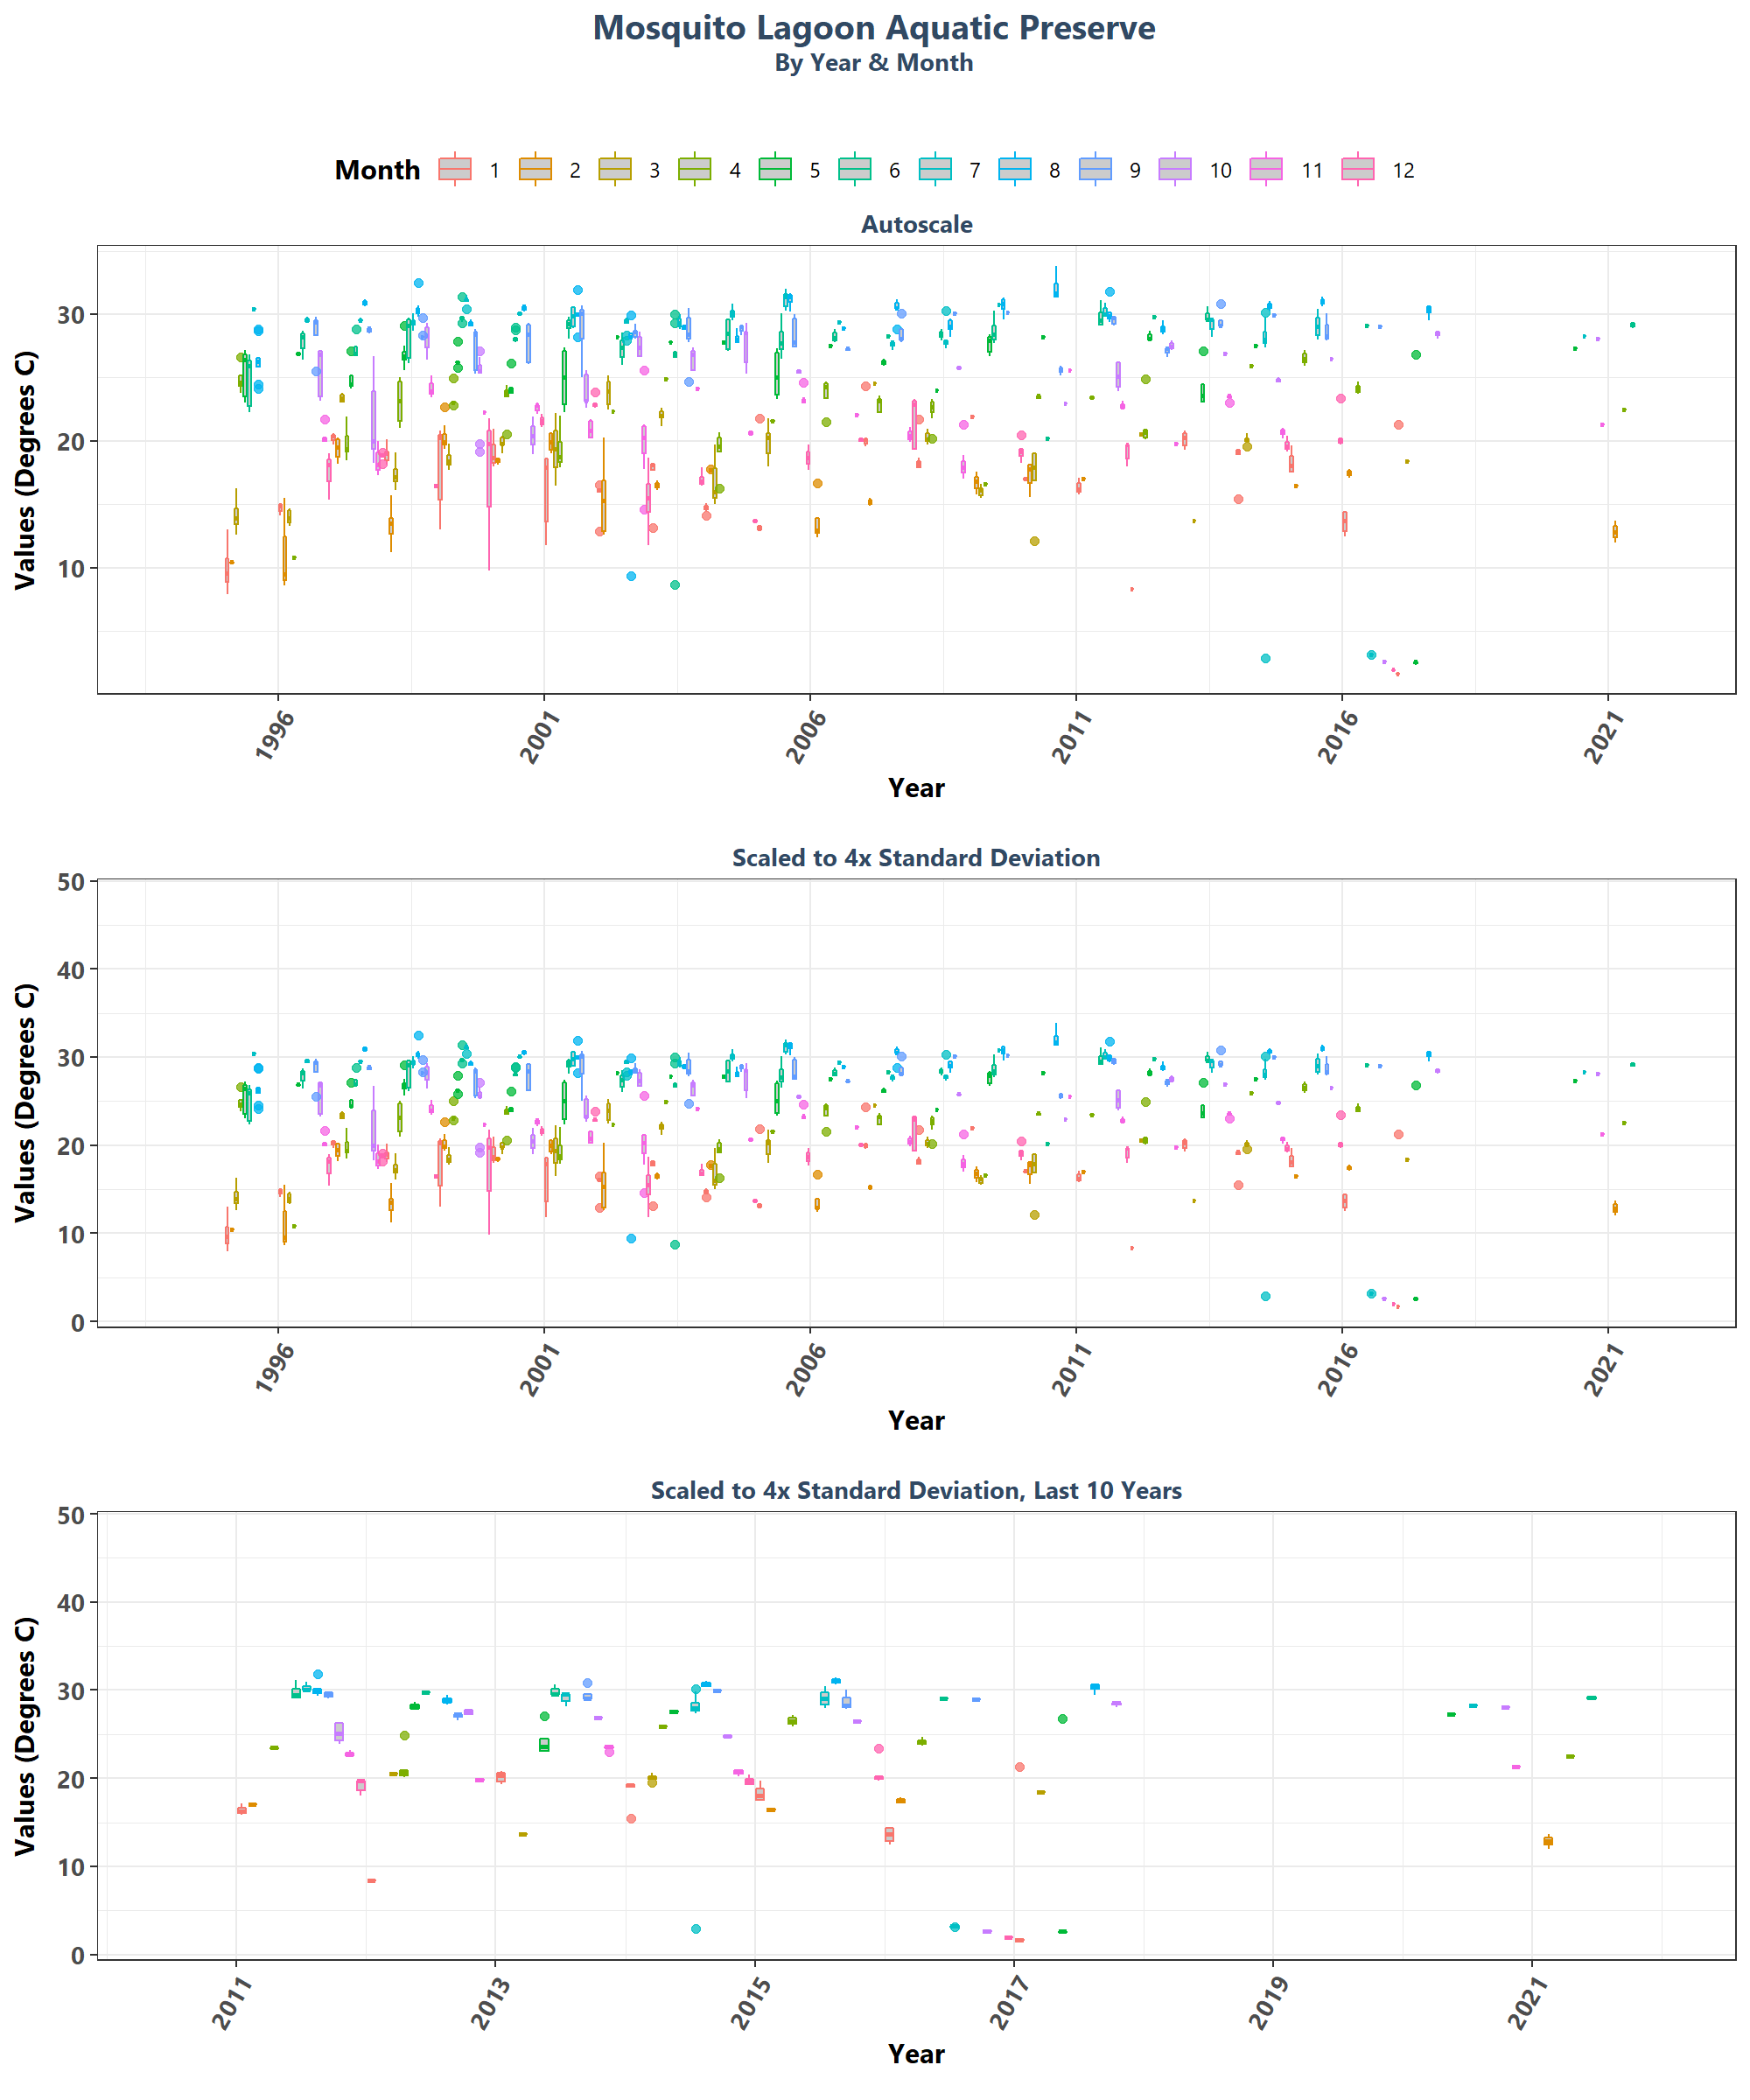 Mosquito Lagoon Aquatic Preserve
By Year & Month
Month 1 2 3 4 5 6 7 8 9 10 11 12
Autoscale
Values (Degrees C)
30
20
10
1996 2001 2006 2011 2016 2021
Year
Scaled to 4x Standard Deviation
Values (Degrees C)
50
40
30
20
10
0
1996 2001 2006 2011 2016 2021
Year
Scaled to 4x Standard Deviation, Last 10 Years
Values (Degrees C)
50
40
30
20
10
0
2011 2013 2015 2017 2019 2021
Year